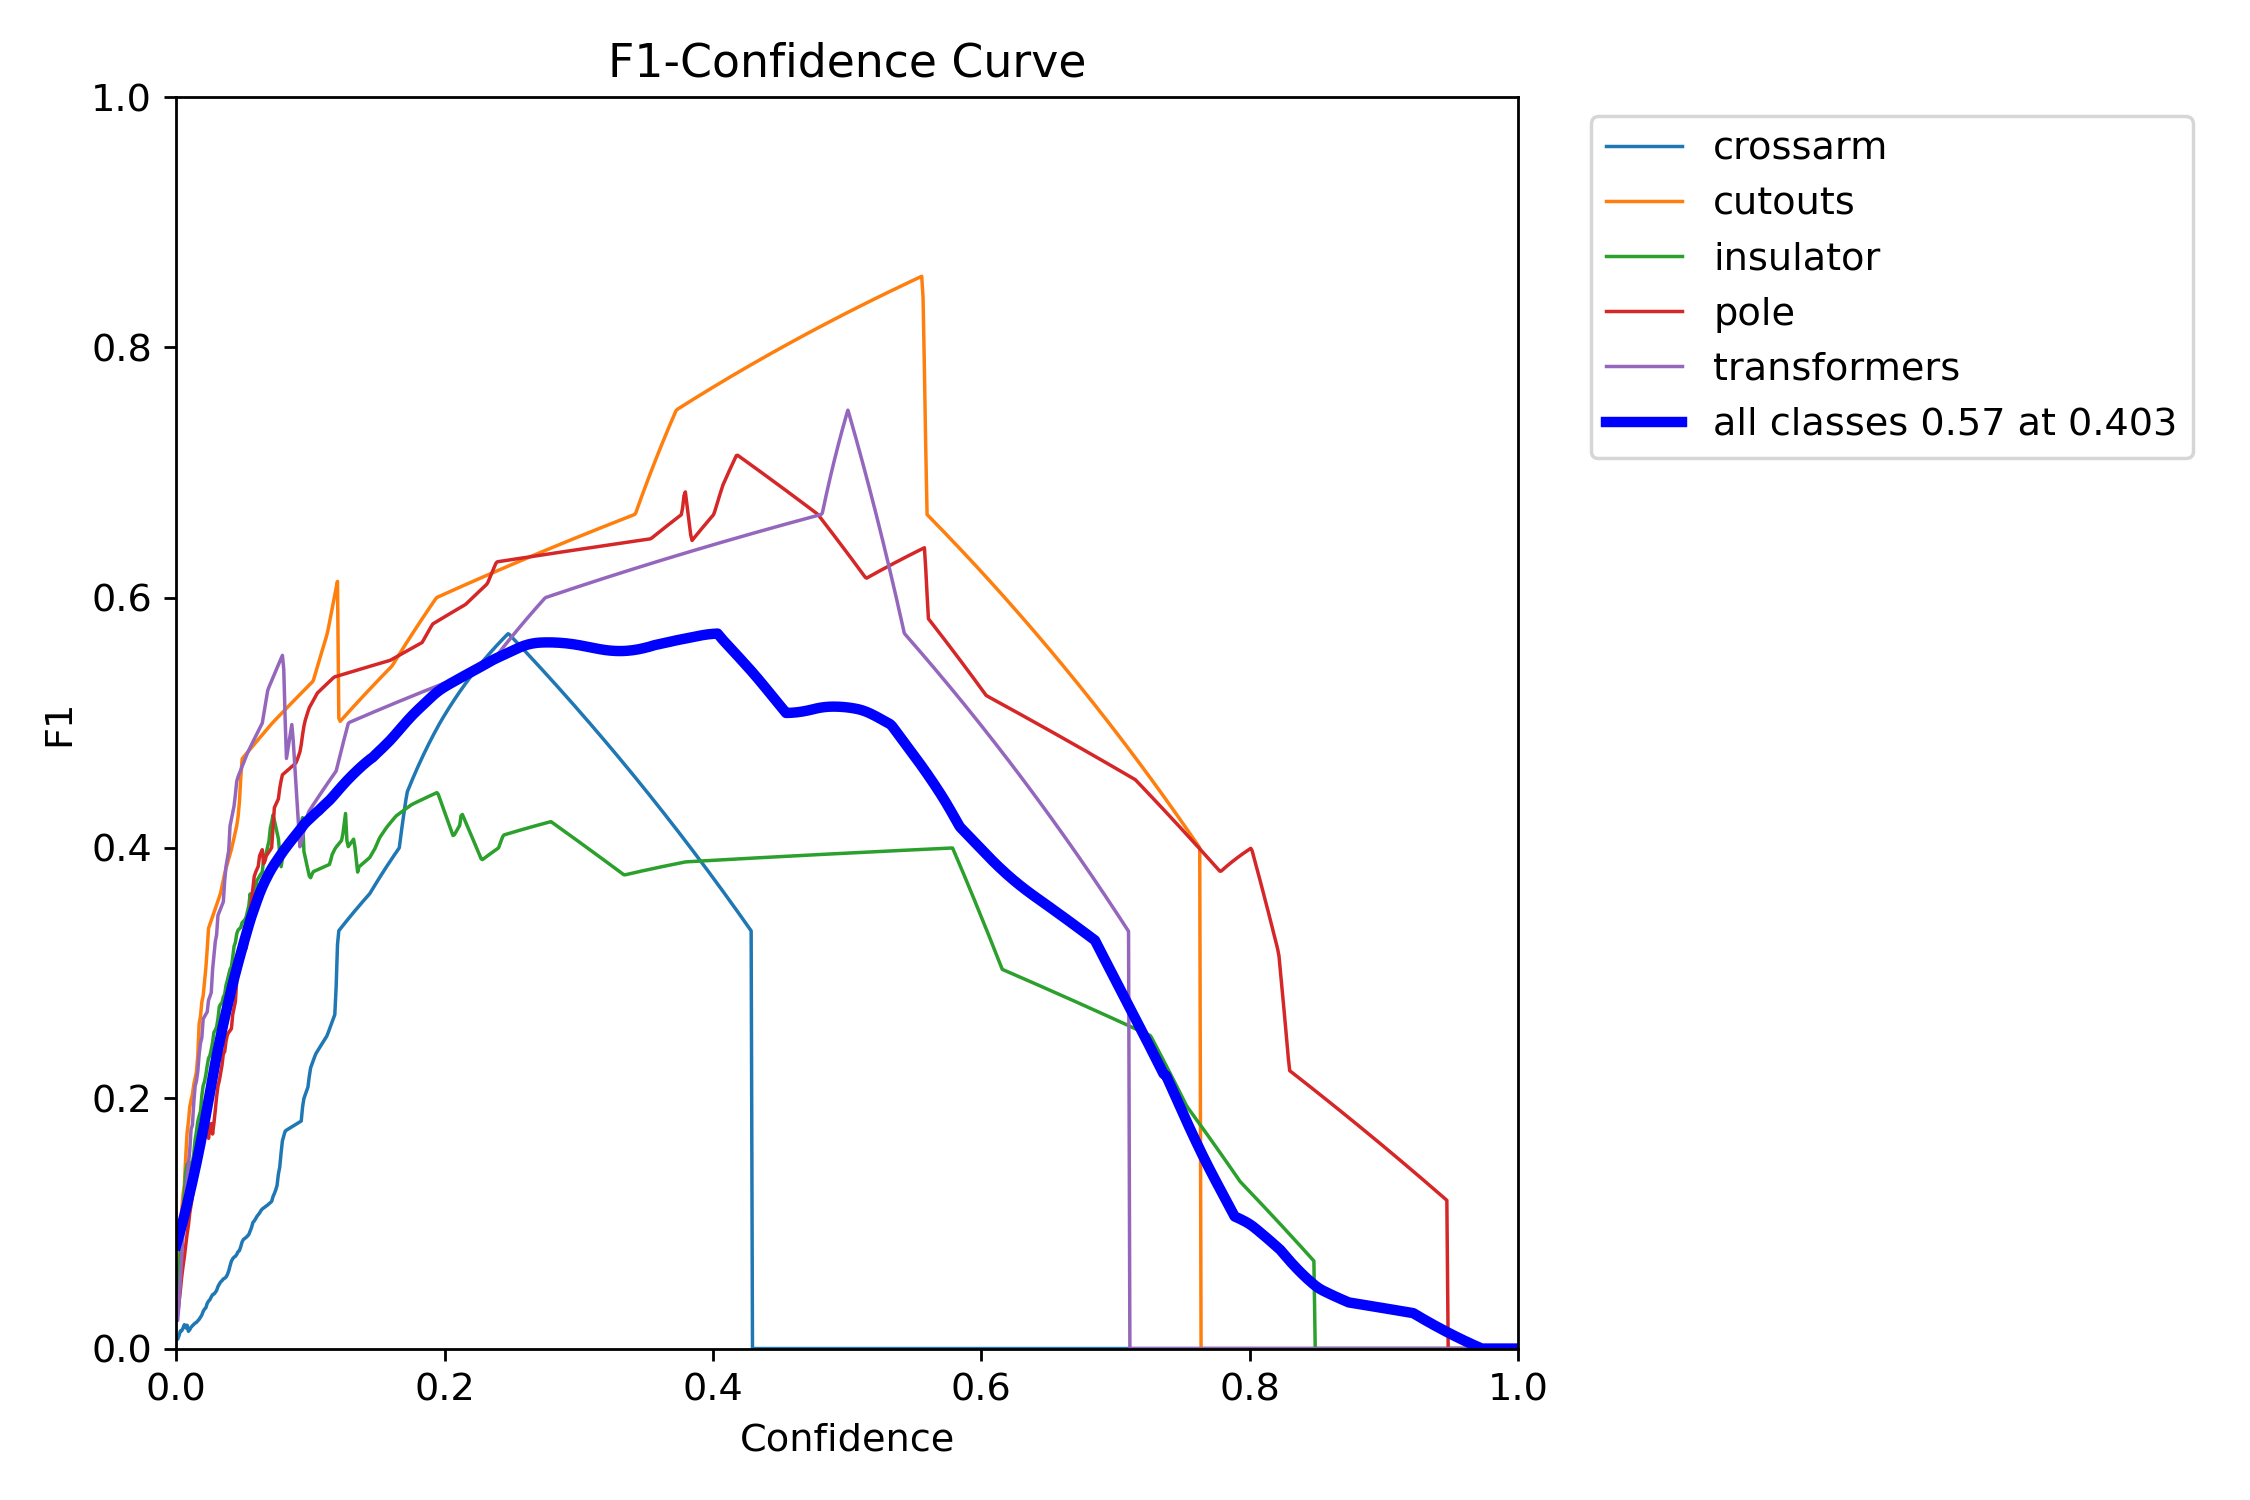 F1-Confidence Curve
1.0
0.8
0.6
0.4
0.2
0.0
F1
0.0 0.2 0.4 0.6 0.8 1.0
Confidence
crossarm
cutouts
insulator
pole
transformers
all classes 0.57 at 0.403